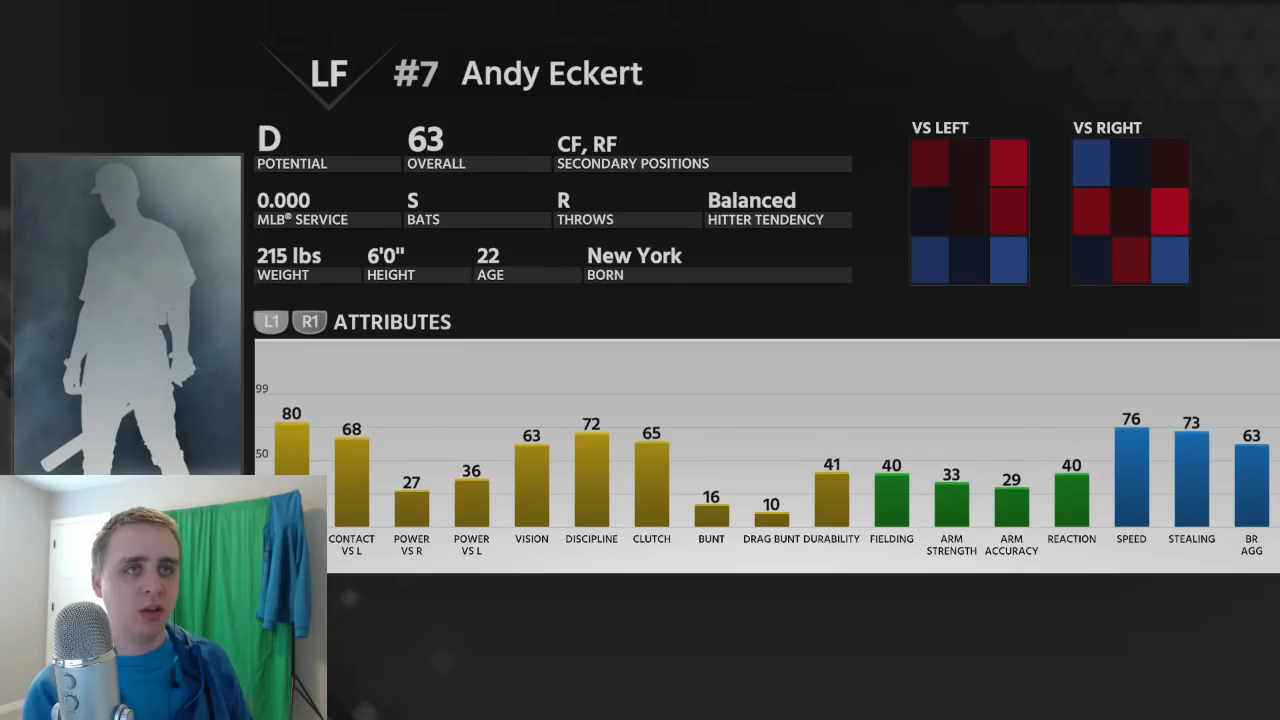 LF #7 Andy Eckert
D 63 CF, RF
POTENTIAL OVERALL SECONDARY POSITIONS
0.000 S R Balanced
MLB® SERVICE BATS THROWS HITTER TENDENCY
215 lbs 6'0" 22 New York
WEIGHT HEIGHT AGE BORN
VS LEFT VS RIGHT
L1 R1 ATTRIBUTES
99
50
80 68 27 36 63 72 65 16 10 41 40 33 29 40 76 73 63
CONTACT VS L
POWER VS R
POWER VS L
VISION
DISCIPLINE
CLUTCH
BUNT
DRAG BUNT
DURABILITY
FIELDING
ARM STRENGTH
ARM ACCURACY
REACTION
SPEED
STEALING
BR AGG